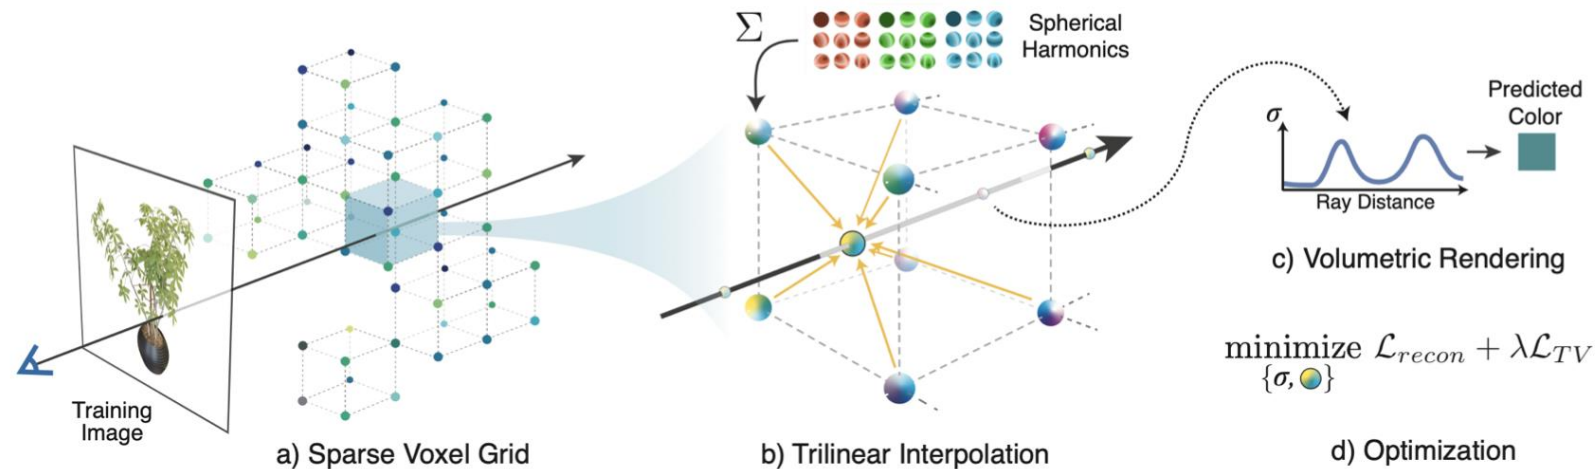 Σ
Spherical
Harmonics
Training
Image
a) Sparse Voxel Grid
b) Trilinear Interpolation
σ
Ray Distance
Predicted
Color
c) Volumetric Rendering
minimize ℒ_recon + λℒ_TV
{σ, }
d) Optimization